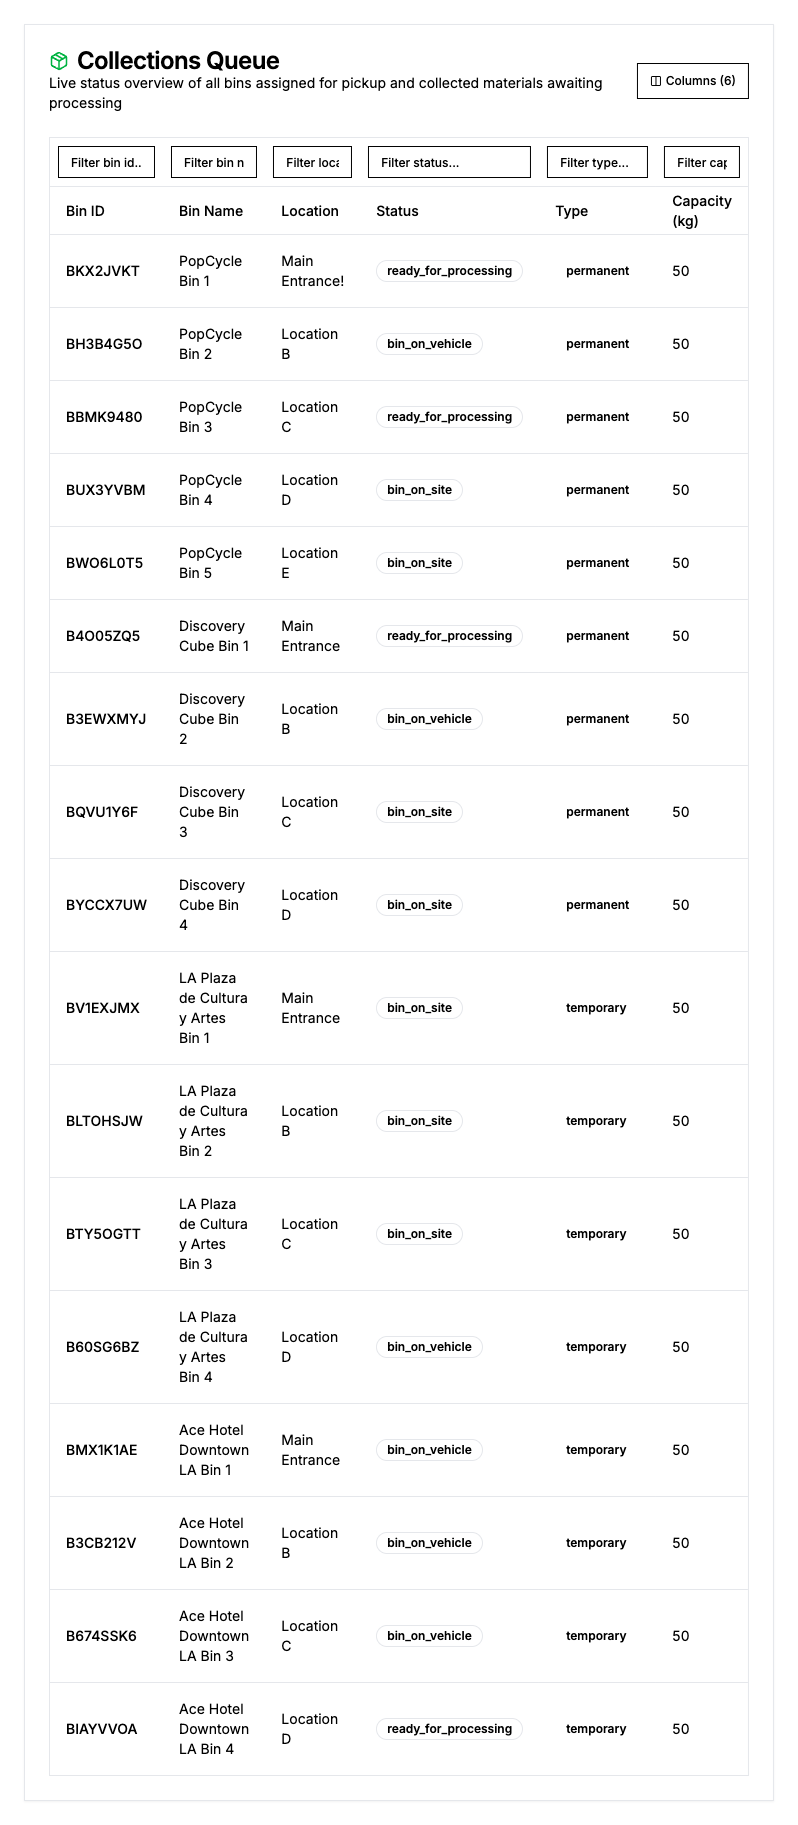 Collections Queue
Live status overview of all bins assigned for pickup and collected materials awaiting
processing
Columns (6)
Filter bin id.. Filter bin n Filter loca Filter status... Filter type... Filter cap
Bin ID Bin Name Location Status Type Capacity
(kg)
BKX2JVKT PopCycle
Bin 1 Main
Entrance! ready_for_processing permanent 50
BH3B4G5O PopCycle
Bin 2 Location
B bin_on_vehicle permanent 50
BBMK9480 PopCycle
Bin 3 Location
C ready_for_processing permanent 50
BUX3YVBM PopCycle
Bin 4 Location
D bin_on_site permanent 50
BWO6L0T5 PopCycle
Bin 5 Location
E bin_on_site permanent 50
B4O05ZQ5 Discovery
Cube Bin 1 Main
Entrance ready_for_processing permanent 50
B3EWXMYJ Discovery
Cube Bin
2 Location
B bin_on_vehicle permanent 50
BQVU1Y6F Discovery
Cube Bin
3 Location
C bin_on_site permanent 50
BYCCX7UW Discovery
Cube Bin
4 Location
D bin_on_site permanent 50
BV1EXJMX LA Plaza
de Cultura
y Artes
Bin 1 Main
Entrance bin_on_site temporary 50
BLTOHSJW LA Plaza
de Cultura
y Artes
Bin 2 Location
B bin_on_site temporary 50
BTY5OGTT LA Plaza
de Cultura
y Artes
Bin 3 Location
C bin_on_site temporary 50
B60SG6BZ LA Plaza
de Cultura
y Artes
Bin 4 Location
D bin_on_vehicle temporary 50
BMX1K1AE Ace Hotel
Downtown
LA Bin 1 Main
Entrance bin_on_vehicle temporary 50
B3CB212V Ace Hotel
Downtown
LA Bin 2 Location
B bin_on_vehicle temporary 50
B674SSK6 Ace Hotel
Downtown
LA Bin 3 Location
C bin_on_vehicle temporary 50
BIAYVVOA Ace Hotel
Downtown
LA Bin 4 Location
D ready_for_processing temporary 50